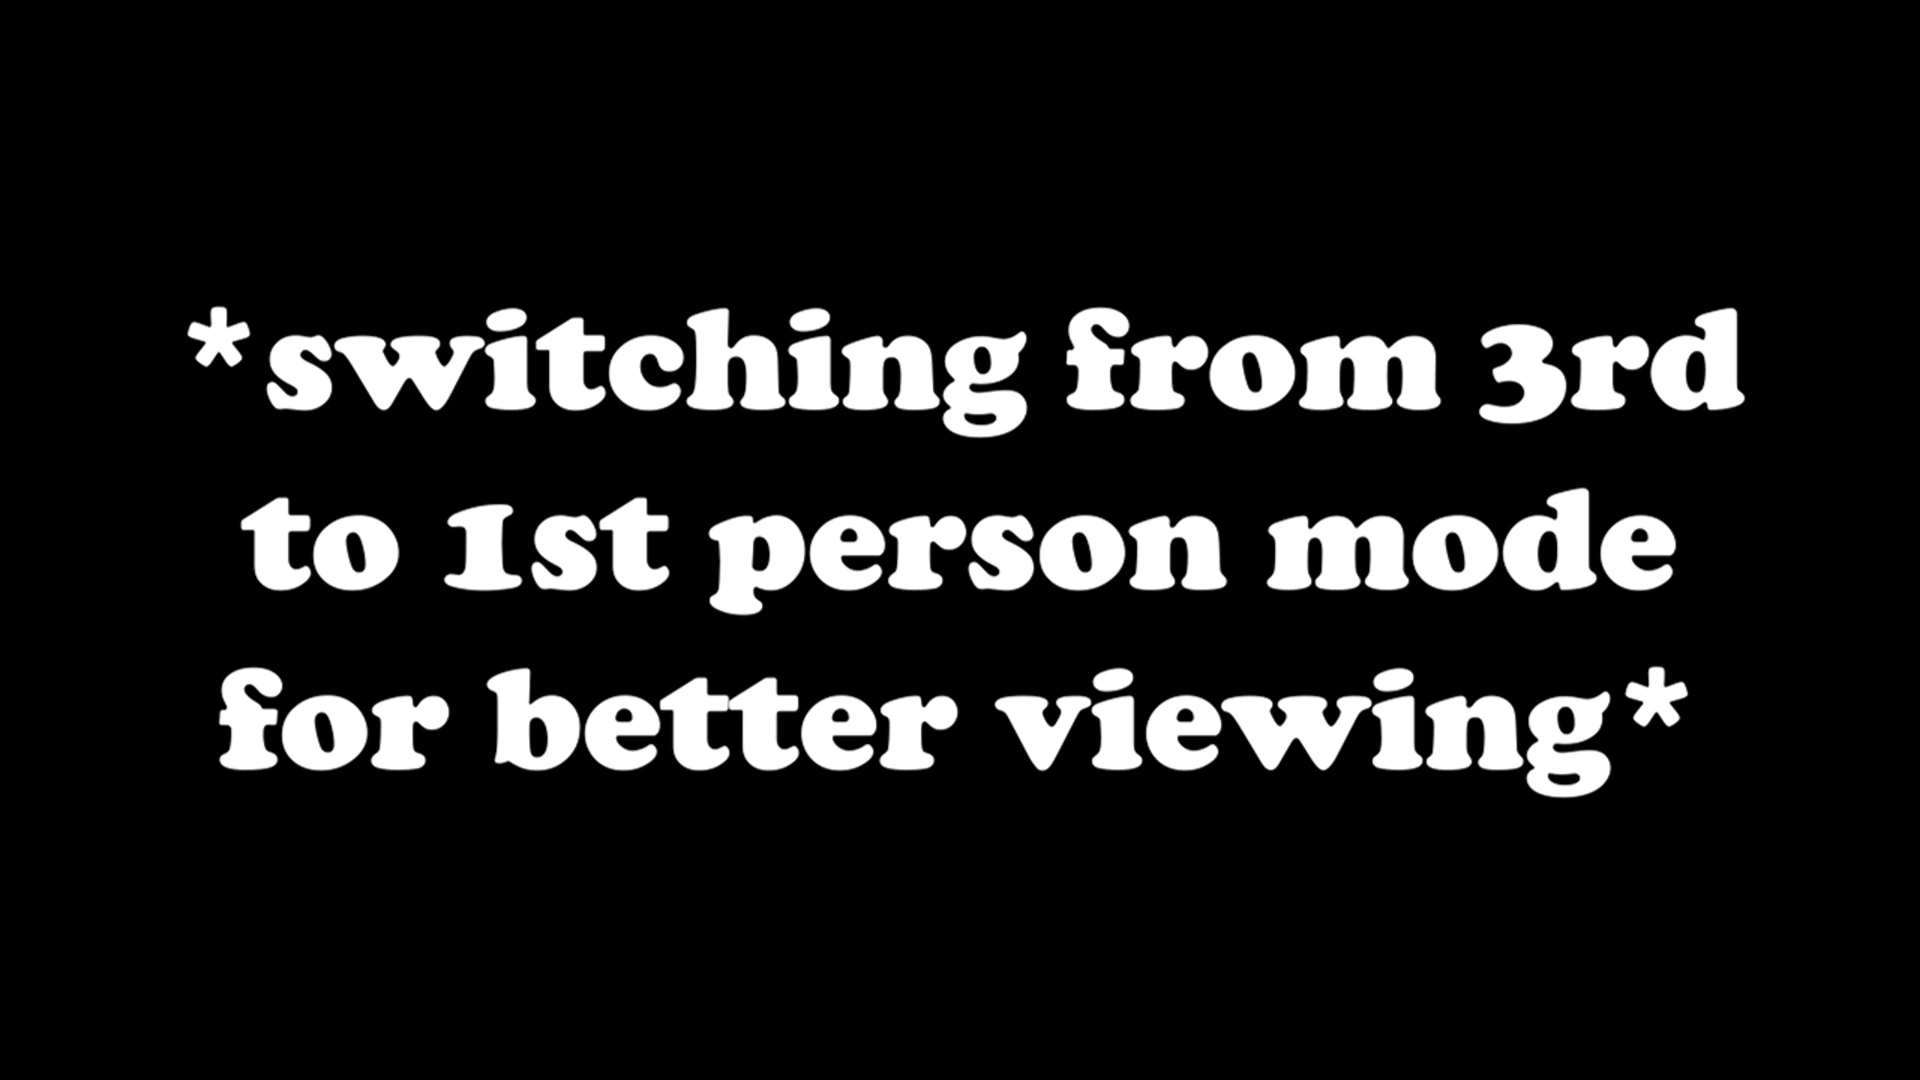 *switching from 3rd
to 1st person mode
for better viewing*